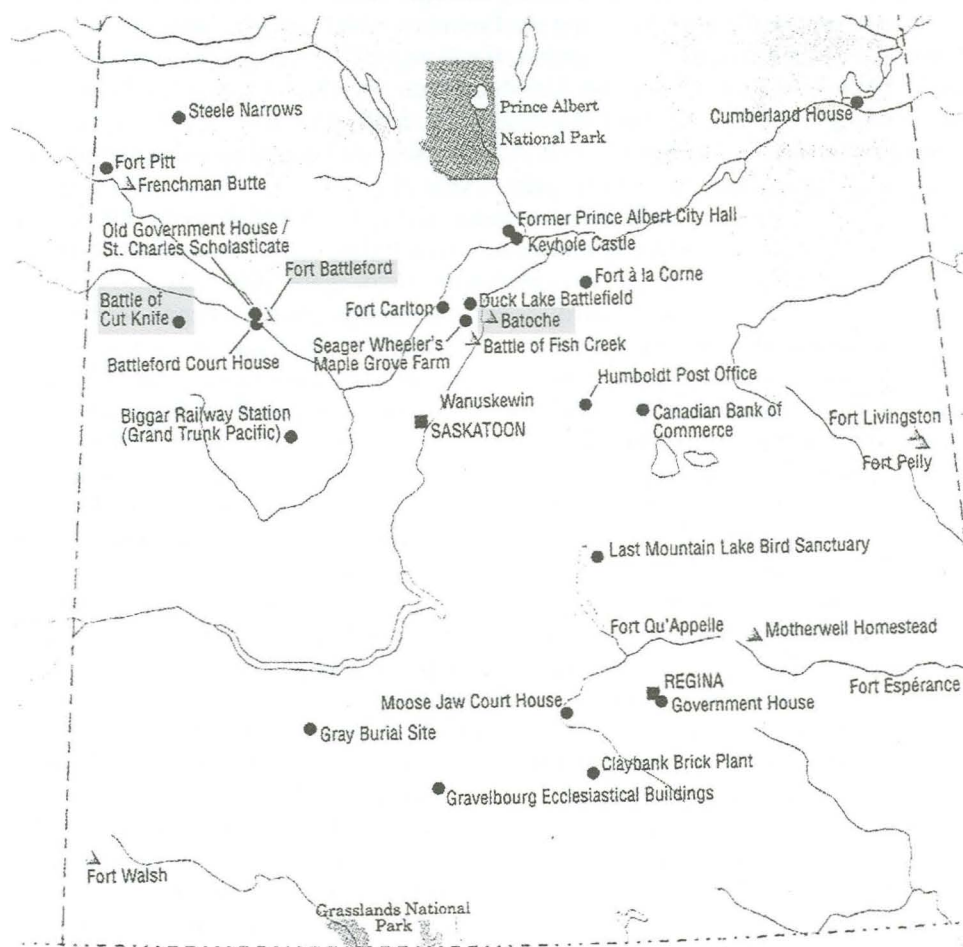 Prince Albert
National Park
Steele Narrows
Cumberland House
Fort Pitt
Frenchman Butte
Former Prince Albert City Hall
Keyhole Castle
Old Government House /
St. Charles Scholasticate
Fort Battleford
Fort à la Corne
Battle of
Cut Knife
Fort Carlton
Duck Lake Battlefield
Batoche
Seager Wheeler's
Maple Grove Farm
Battle of Fish Creek
Battleford Court House
Humboldt Post Office
Biggar Railway Station
(Grand Trunk Pacific)
Wanuskewin
SASKATOON
Canadian Bank of
Commerce
Fort Livingston
Fort Pelly
Last Mountain Lake Bird Sanctuary
Fort Qu'Appelle
Motherwell Homestead
REGINA
Government House
Fort Espérance
Moose Jaw Court House
Gray Burial Site
Claybank Brick Plant
Gravelbourg Ecclesiastical Buildings
Fort Walsh
Grasslands National
Park